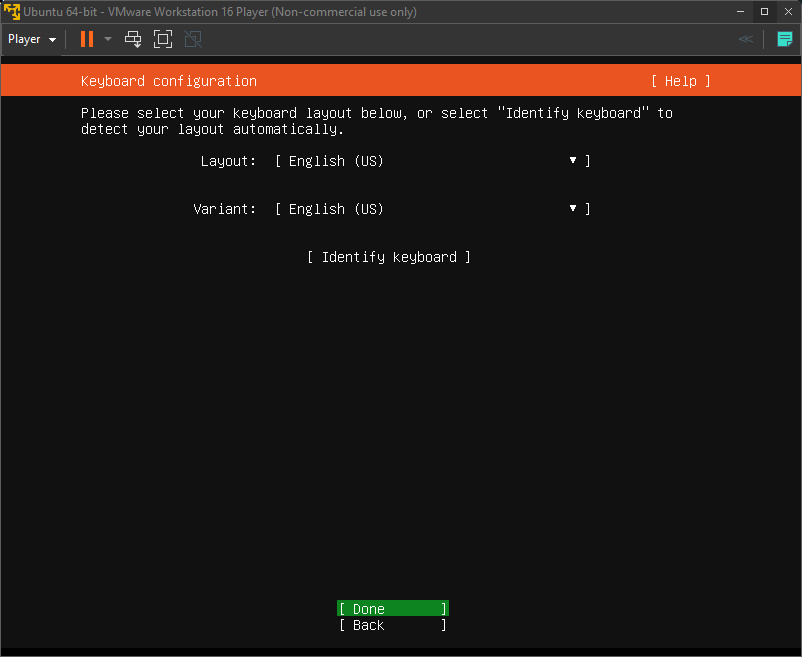 Ubuntu 64-bit - VMware Workstation 16 Player (Non-commercial use only)
Player
Keyboard configuration [ Help ]
Please select your keyboard layout below, or select "Identify keyboard" to
detect your layout automatically.
Layout: [ English (US) ▼ ]
Variant: [ English (US) ▼ ]
[ Identify keyboard ]
[ Done ]
[ Back ]